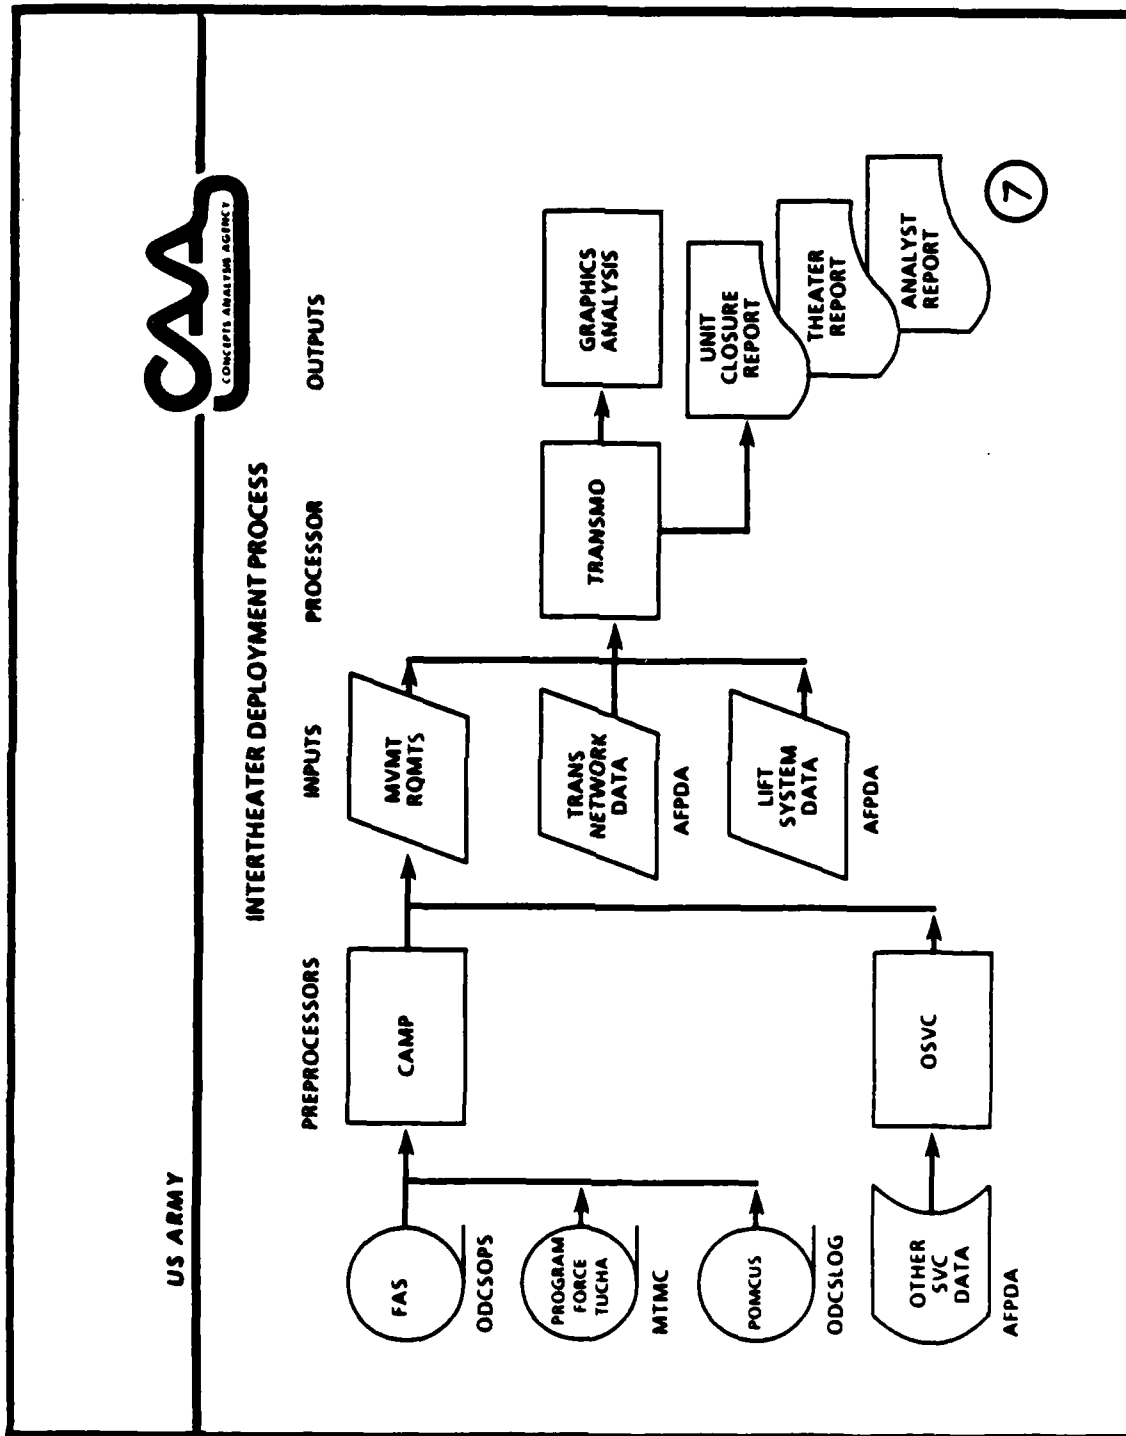 US ARMY
CAA
CONCEPTS ANALYSIS AGENCY
INTERTHEATER DEPLOYMENT PROCESS
PREPROCESSORS
INPUTS
PROCESSOR
OUTPUTS
FAS
ODCSOPS
PROGRAM
FORCE
TUCHA
MTMC
POMCUS
ODCSLOG
OTHER
SVC
DATA
AFPDA
CAMP
OSVC
MVMT
RQMTS
TRANS
NETWORK
DATA
AFPDA
LIFT
SYSTEM
DATA
AFPDA
TRANSMO
GRAPHICS
ANALYSIS
UNIT
CLOSURE
REPORT
THEATER
REPORT
ANALYST
REPORT
7